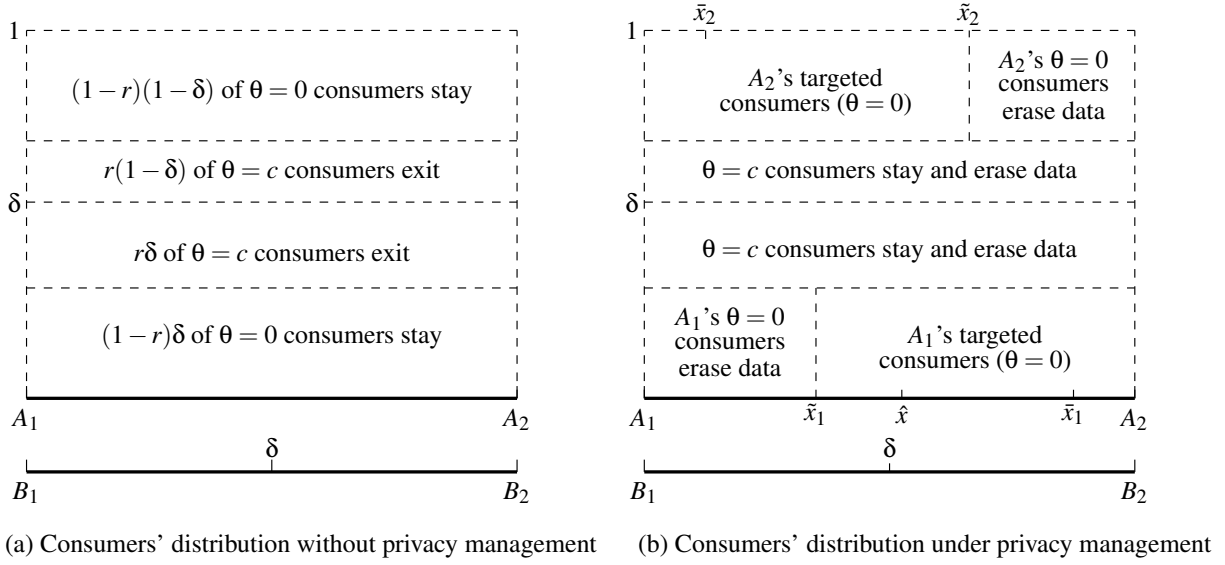 1
(1−r)(1−δ) of θ = 0 consumers stay
r(1−δ) of θ = c consumers exit
δ
rδ of θ = c consumers exit
(1−r)δ of θ = 0 consumers stay
A₁
A₂
δ
B₁
B₂
(a) Consumers’ distribution without privacy management
x̄₂
x̃₂
1
A₂’s targeted
consumers (θ = 0)
A₂’s θ = 0
consumers
erase data
θ = c consumers stay and erase data
δ
θ = c consumers stay and erase data
A₁’s θ = 0
consumers
erase data
A₁’s targeted
consumers (θ = 0)
A₁
x̃₁
x̂
x̄₁
A₂
δ
B₁
B₂
(b) Consumers’ distribution under privacy management